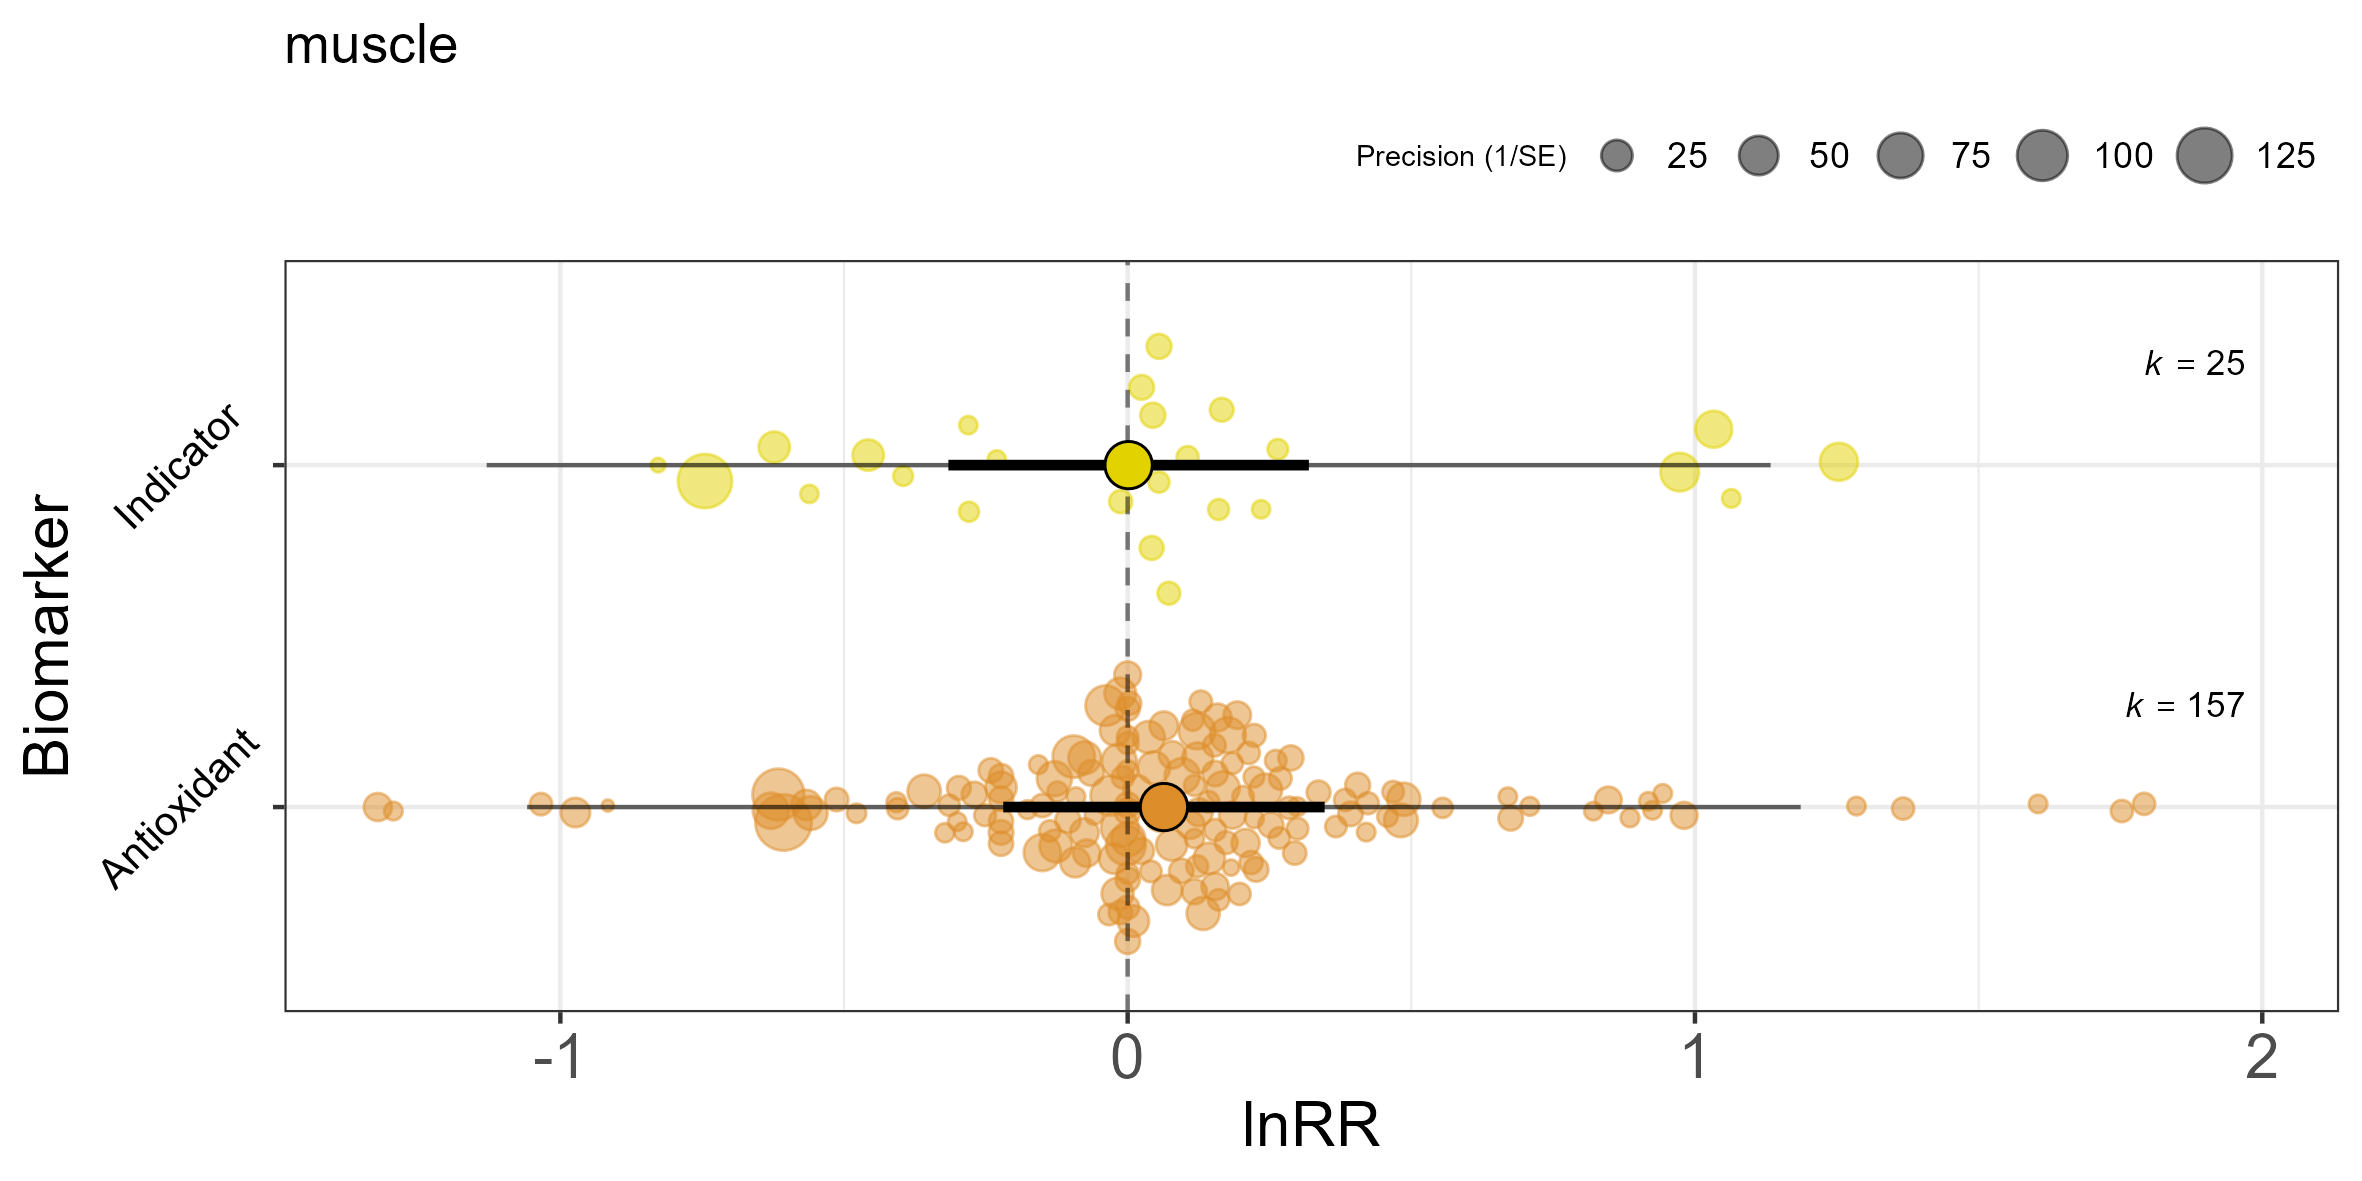 muscle
Precision (1/SE) 25 50 75 100 125
Biomarker
Indicator
k = 25
Antioxidant
k = 157
-1 0 1 2
lnRR